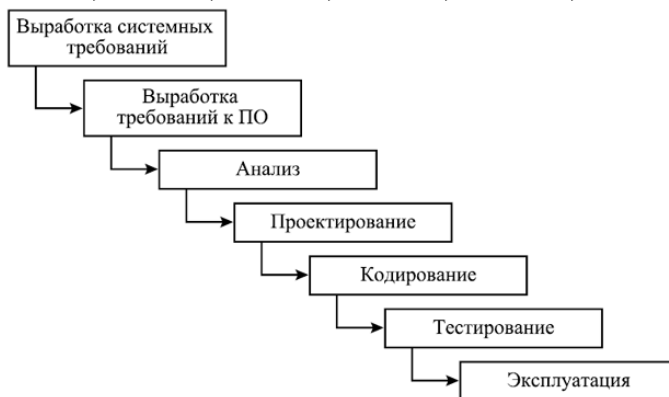 Выработка системных
требований
Выработка
требований к ПО
Анализ
Проектирование
Кодирование
Тестирование
Эксплуатация